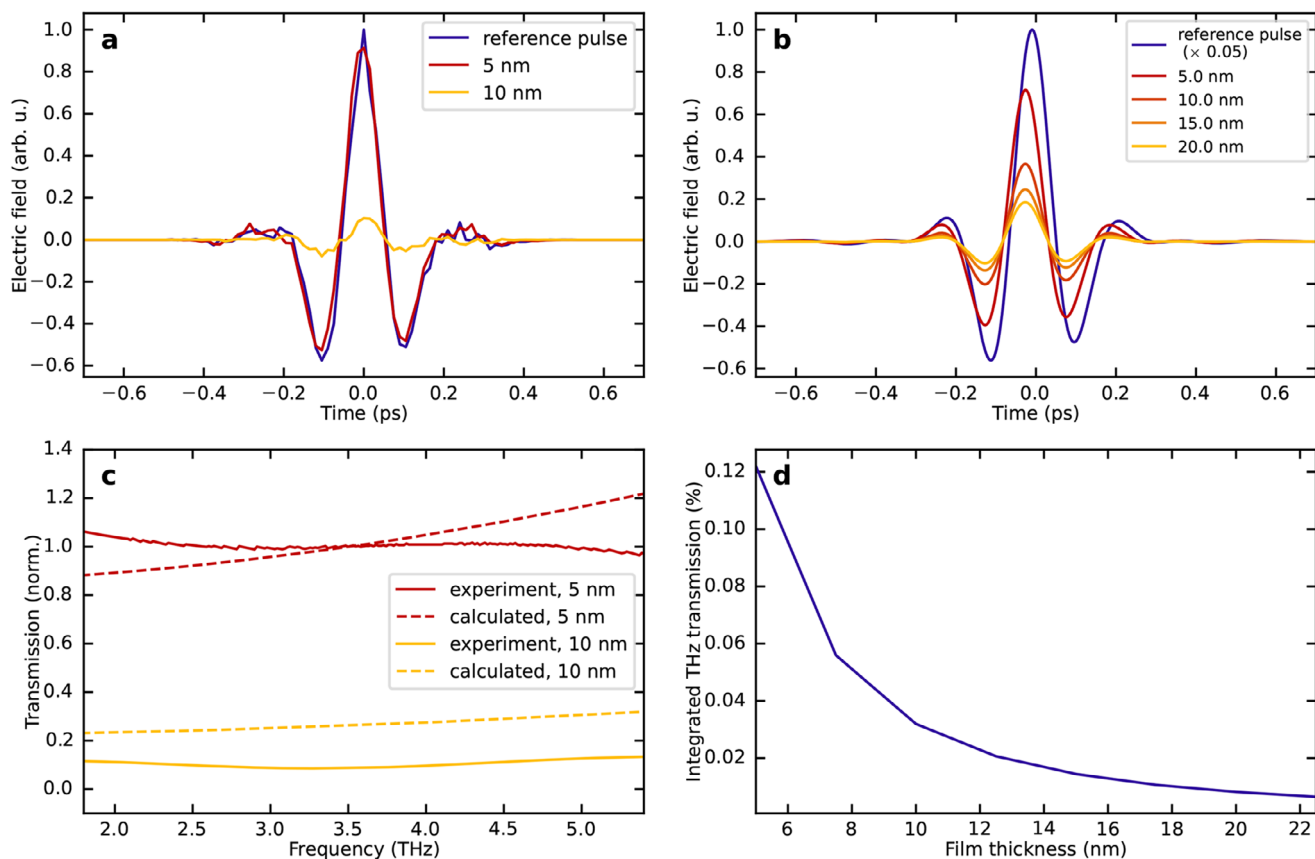 a
reference pulse
5 nm
10 nm
1.0
0.8
0.6
0.4
0.2
0.0
−0.2
−0.4
−0.6
Electric field (arb. u.)
−0.6 −0.4 −0.2 0.0 0.2 0.4 0.6
Time (ps)
b
reference pulse
(× 0.05)
5.0 nm
10.0 nm
15.0 nm
20.0 nm
1.0
0.8
0.6
0.4
0.2
0.0
−0.2
−0.4
−0.6
Electric field (arb. u.)
−0.6 −0.4 −0.2 0.0 0.2 0.4 0.6
Time (ps)
c
experiment, 5 nm
calculated, 5 nm
experiment, 10 nm
calculated, 10 nm
1.4
1.2
1.0
0.8
0.6
0.4
0.2
0.0
Transmission (norm.)
2.0 2.5 3.0 3.5 4.0 4.5 5.0
Frequency (THz)
d
0.12
0.10
0.08
0.06
0.04
0.02
Integrated THz transmission (%)
6 8 10 12 14 16 18 20 22
Film thickness (nm)